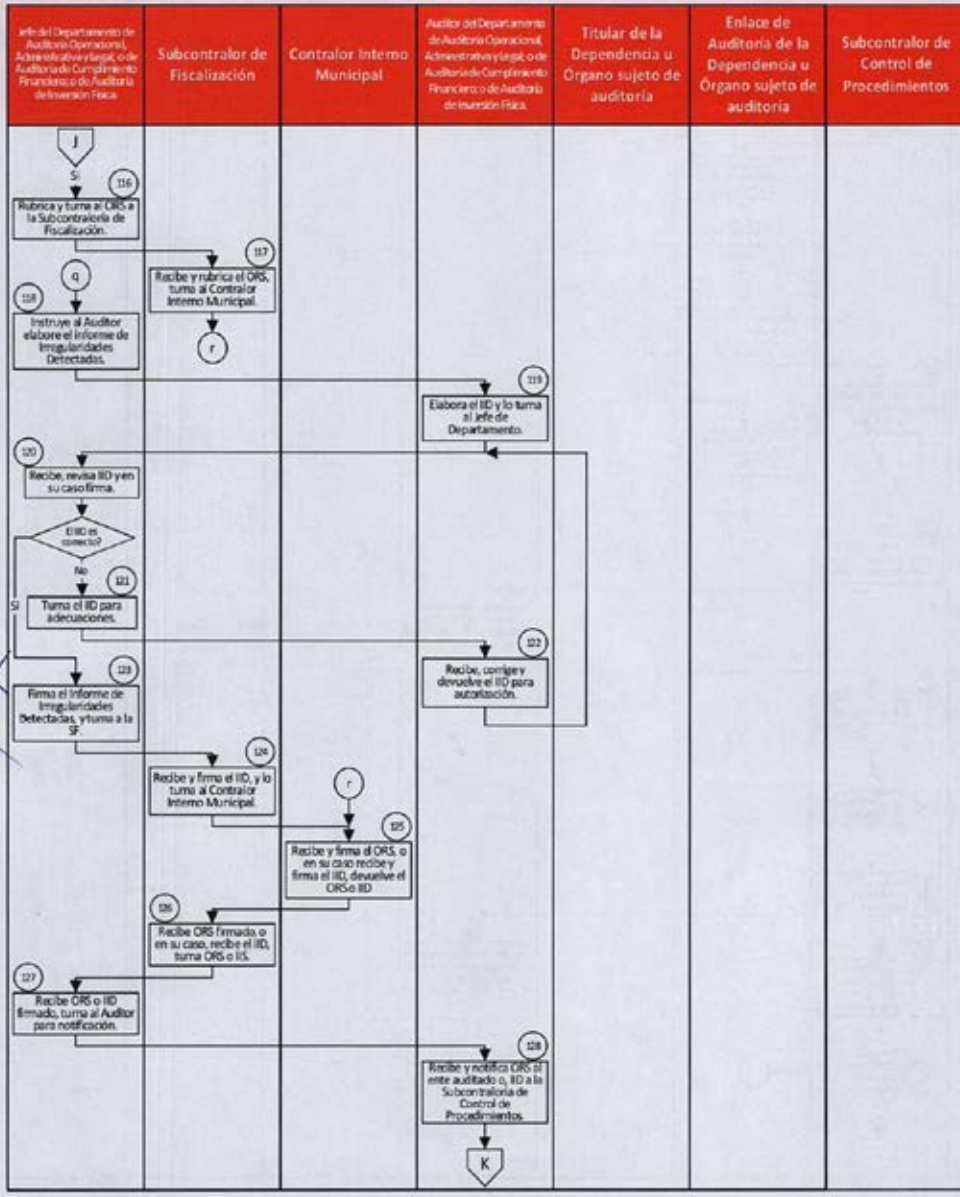 Jefe del Departamento de
Auditoría Operacional,
Administrativa y Legal; o de
Auditoría de Cumplimiento
Financiero; o de Auditoría
de Inversión Física.
Subcontralor de
Fiscalización
Contralor Interno
Municipal
Auditor del Departamento
de Auditoría Operacional,
Administrativa y Legal; o de
Auditoría de Cumplimiento
Financiero; o de Auditoría
de Inversión Física.
Titular de la
Dependencia u
Órgano sujeto de
auditoría
Enlace de
Auditoría de la
Dependencia u
Órgano sujeto de
auditoría
Subcontralor de
Control de
Procedimientos
J
Si
116
Rubrica y turna al ORS a
la Subcontraloría de
Fiscalización.
117
Recibe y rubrica el ORS,
turna al Contralor
Interno Municipal.
r
q
118
Instruye al Auditor
elabore el informe de
Irregularidades
Detectadas.
119
Elabora el IID y lo turna
al Jefe de
Departamento.
120
Recibe, revisa IID y en
su caso firma.
El IID es
correcto?
No
Si
121
Turna el IID para
adecuaciones.
122
Recibe, corrige y
devuelve el IID para
autorización.
123
Firma el Informe de
Irregularidades
Detectadas, y turna a la
SF.
124
Recibe y firma el IID, y lo
turna al Contralor
Interno Municipal.
r
125
Recibe y firma el ORS, o
en su caso recibe y
firma el IID, devuelve el
ORS o IID
126
Recibe ORS firmado, o
en su caso, recibe el IID,
turna ORS o IIS.
127
Recibe ORS o IID
firmado, turna al Auditor
para notificación.
128
Recibe y notifica ORS al
ente auditado o, IID a la
Subcontraloría de
Control de
Procedimientos.
K